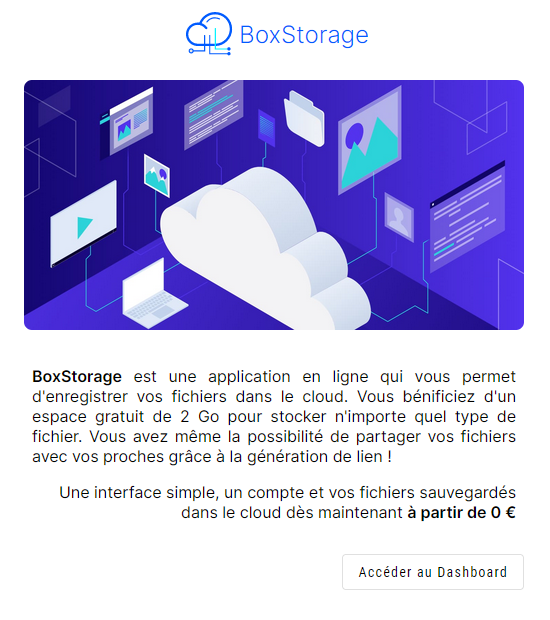 BoxStorage
BoxStorage est une application en ligne qui vous permet
d'enregistrer vos fichiers dans le cloud. Vous bénificiez d'un
espace gratuit de 2 Go pour stocker n'importe quel type de
fichier. Vous avez même la possibilité de partager vos fichiers
avec vos proches grâce à la génération de lien !
Une interface simple, un compte et vos fichiers sauvegardés
dans le cloud dès maintenant à partir de 0 €
Accéder au Dashboard